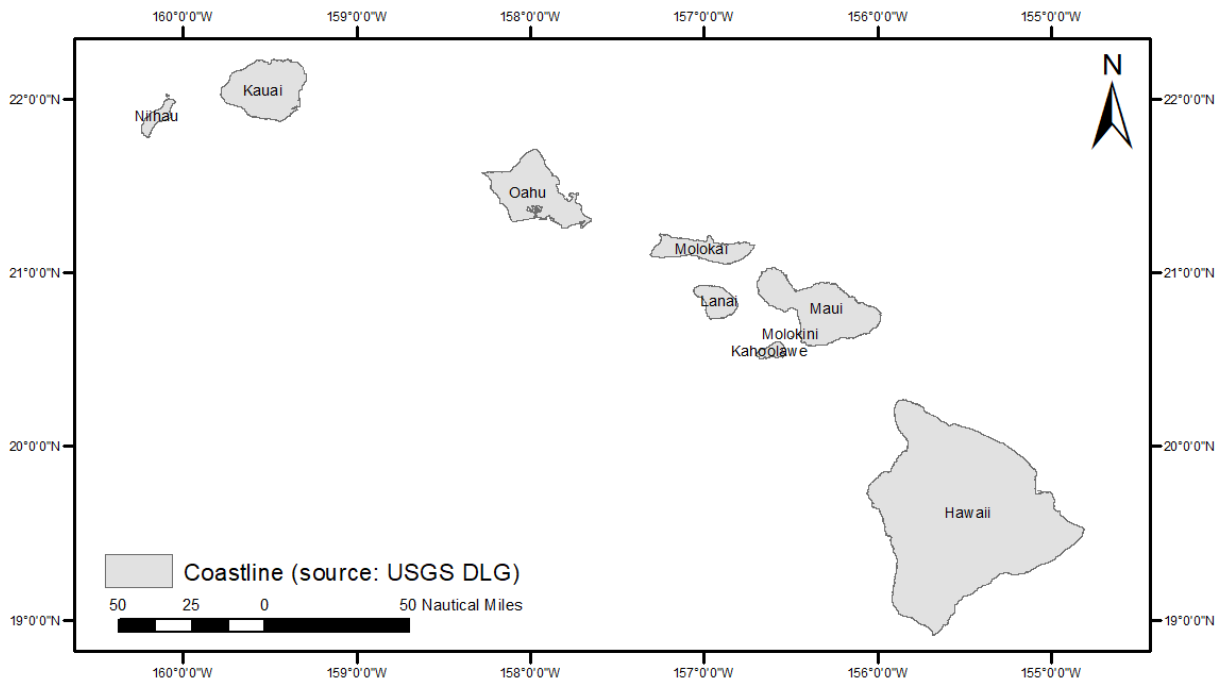 160°0'0"W 159°0'0"W 158°0'0"W 157°0'0"W 156°0'0"W 155°0'0"W
N
22°0'0"N 22°0'0"N
Kauai
Niihau
Oahu
Molokai
21°0'0"N 21°0'0"N
Lanai
Maui
Molokini
Kahoolawe
20°0'0"N 20°0'0"N
Hawaii
Coastline (source: USGS DLG)
50 25 0 50 Nautical Miles
19°0'0"N 19°0'0"N
160°0'0"W 159°0'0"W 158°0'0"W 157°0'0"W 156°0'0"W 155°0'0"W